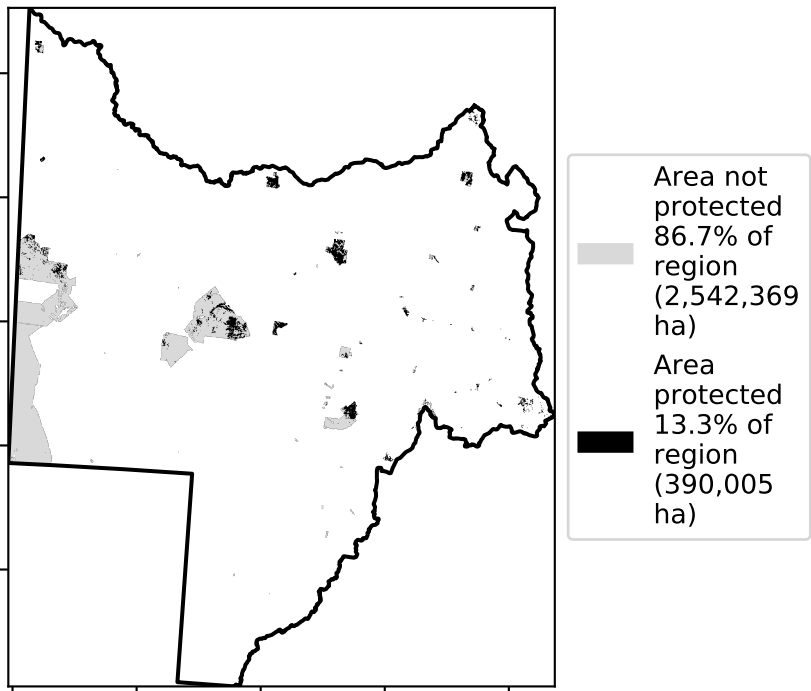 Area not
protected
86.7% of
region
(2,542,369
ha)
Area
protected
13.3% of
region
(390,005
ha)